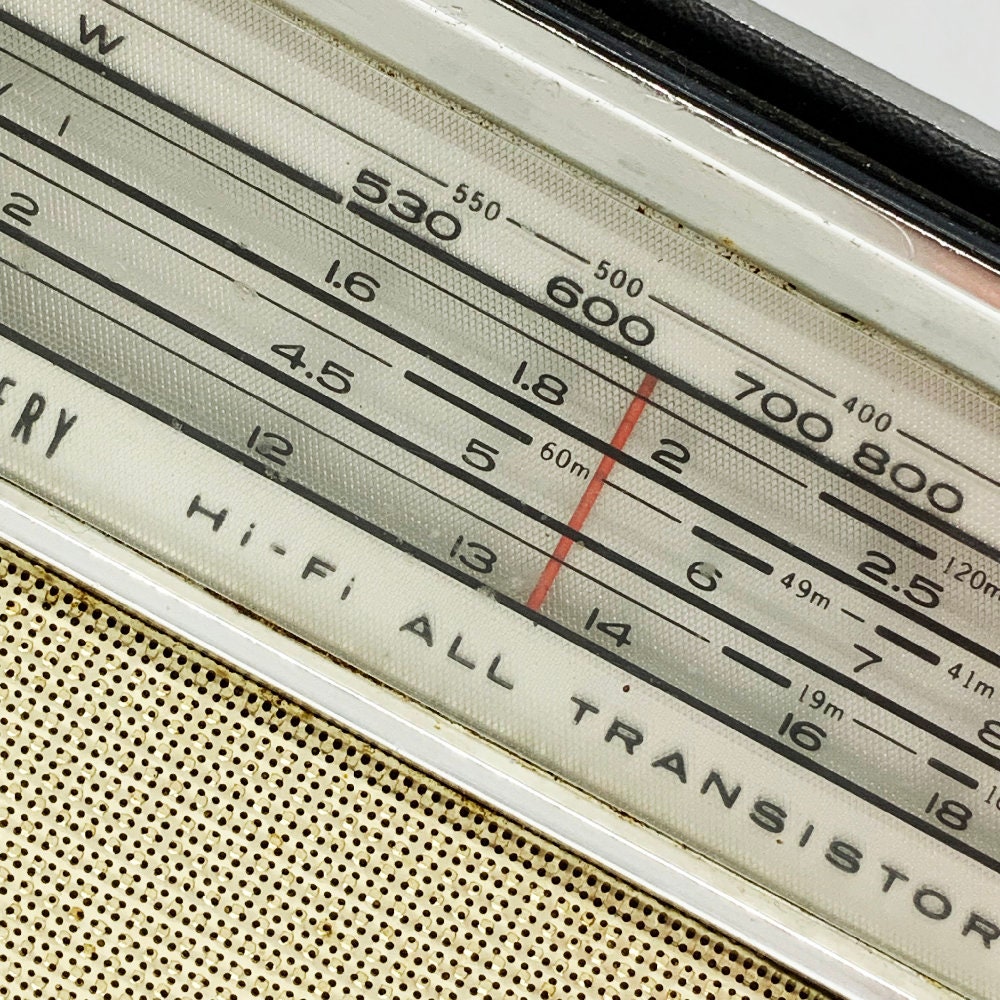 W
550 500 400
530 600 700 800
1.6 1.8 2 2.5 120m
2 4.5 5 60m 6 49m 7 41m 8
12 13 14 19m 16 18
ERY
Hi-Fi ALL TRANSISTOR